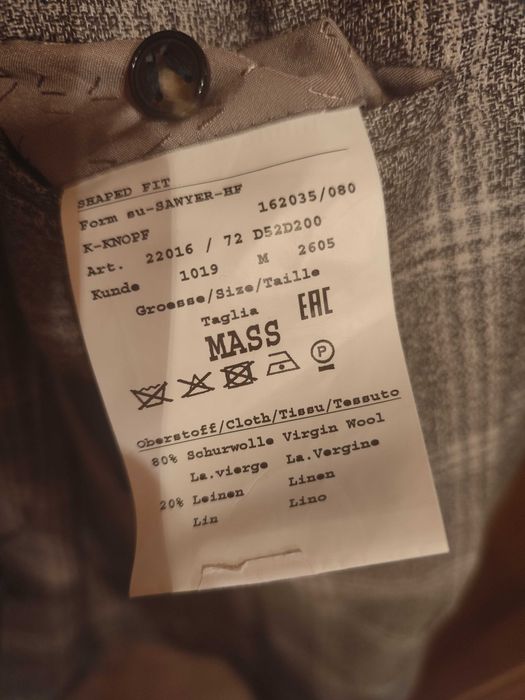 SHAPED FIT
Form su-SAWYER-HF
K-KNOPF 162035/080
Art. 22016 / 72 D52D200
Kunde 1019 M 2605
Groesse/Size/Taille
Taglia EAC
MASS
P
Oberstoff/Cloth/Tissu/Tessuto
80% Schurwolle Virgin Wool
La.vierge La.Vergine
20% Leinen Linen
Lin Lino